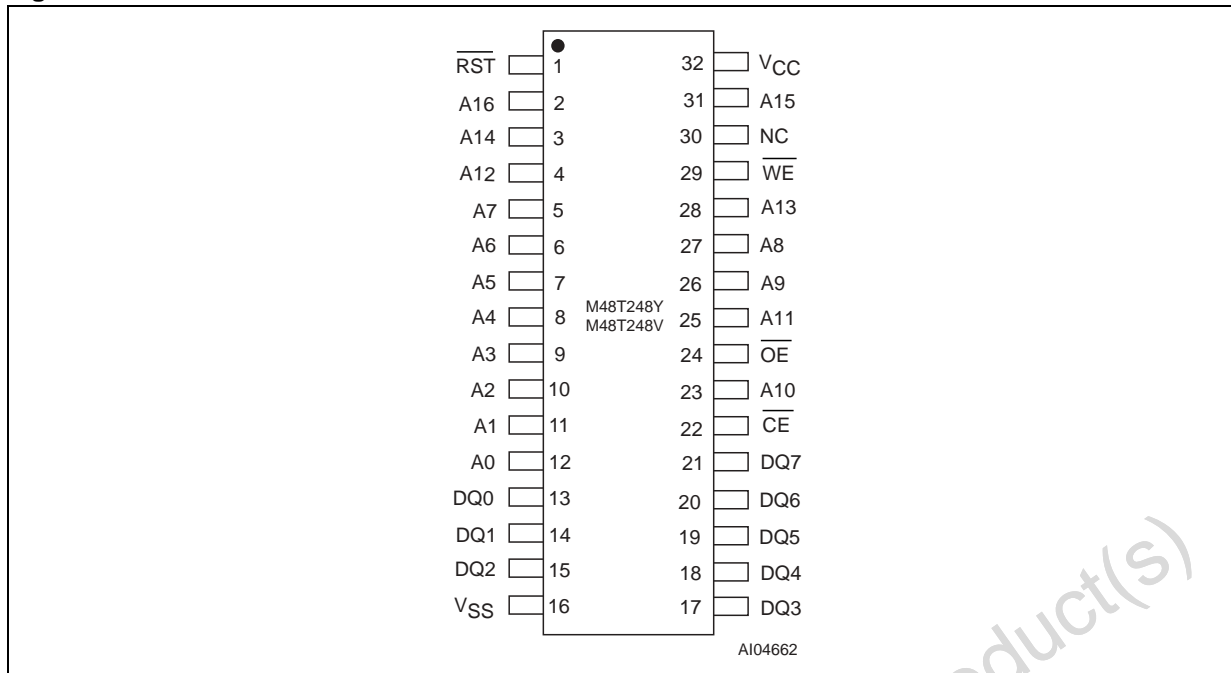 RST 1 32 VCC
A16 2 31 A15
A14 3 30 NC
A12 4 29 WE
A7 5 28 A13
A6 6 27 A8
A5 7 26 A9
A4 8 M48T248Y M48T248V 25 A11
A3 9 24 OE
A2 10 23 A10
A1 11 22 CE
A0 12 21 DQ7
DQ0 13 20 DQ6
DQ1 14 19 DQ5
DQ2 15 18 DQ4
VSS 16 17 DQ3
AI04662